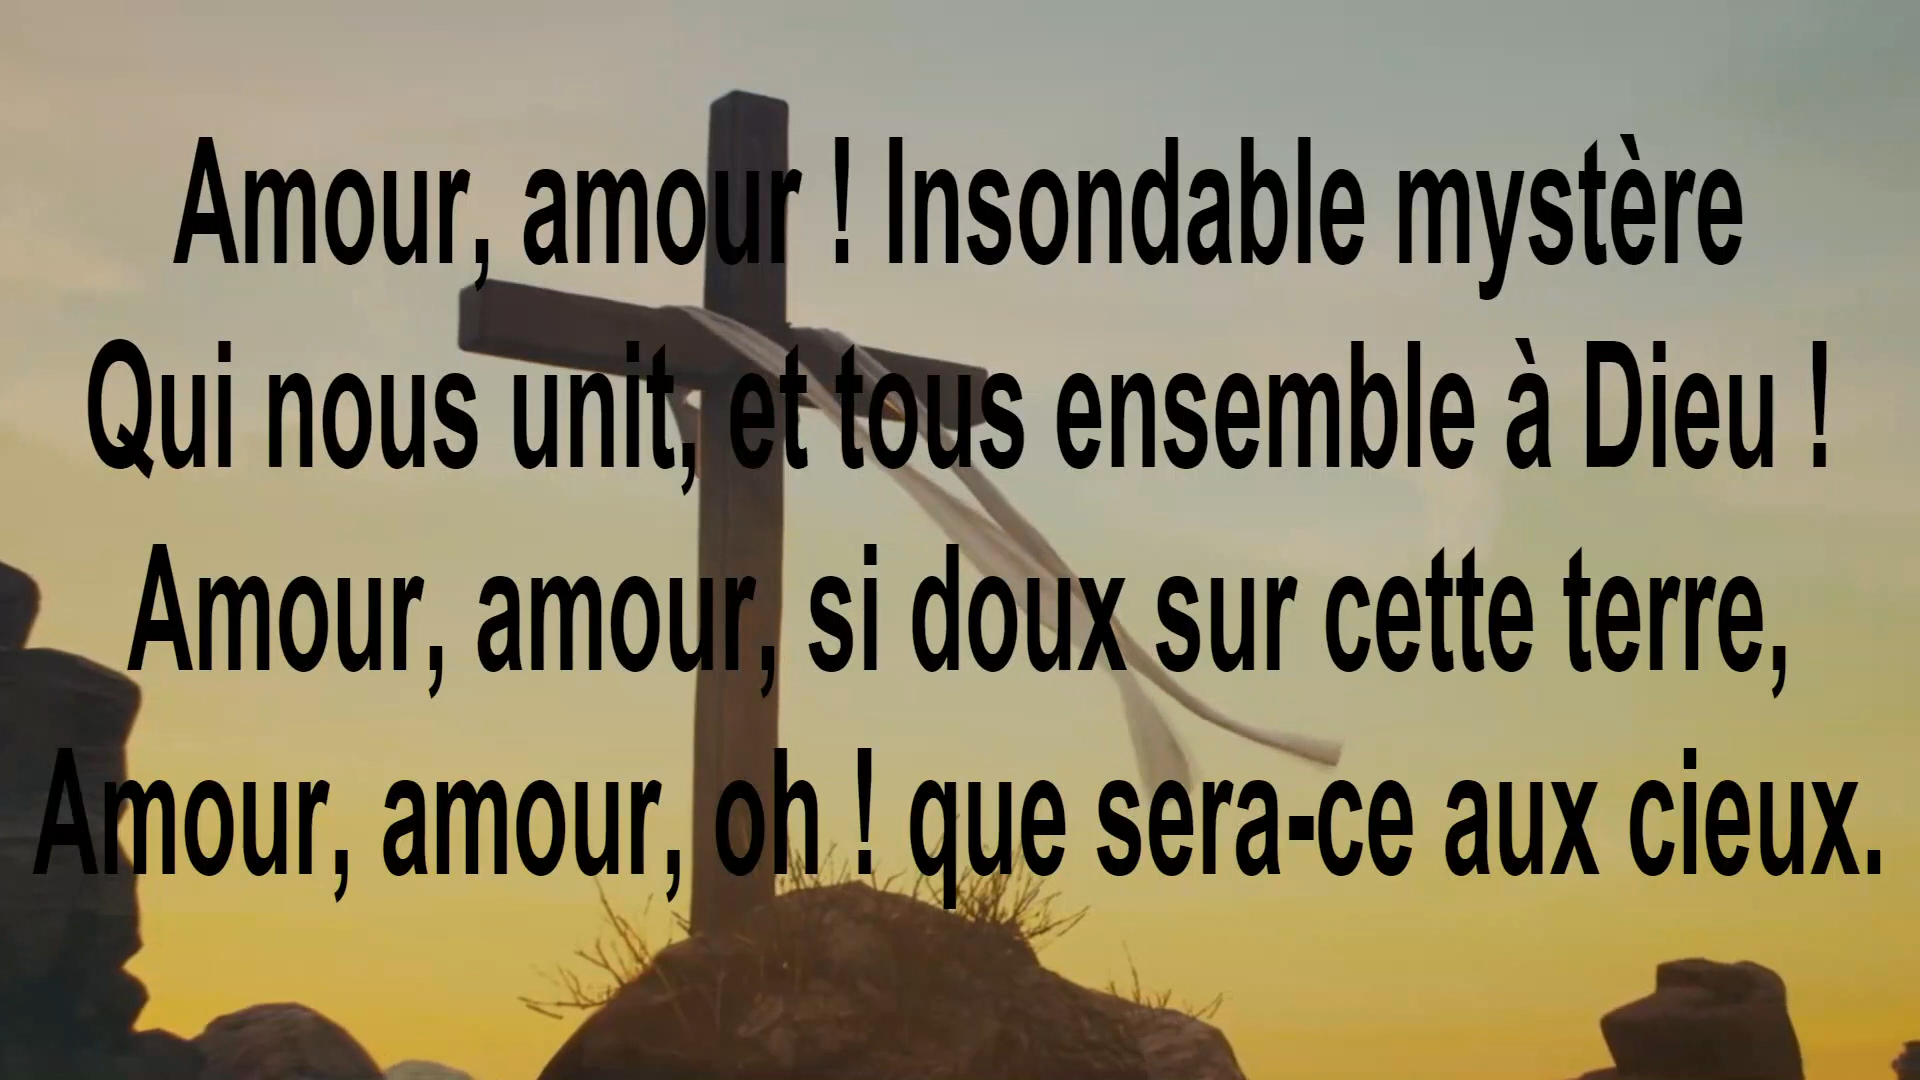 Amour, amour ! Insondable mystère
Qui nous unit, et tous ensemble à Dieu !
Amour, amour, si doux sur cette terre,
Amour, amour, oh ! que sera-ce aux cieux.